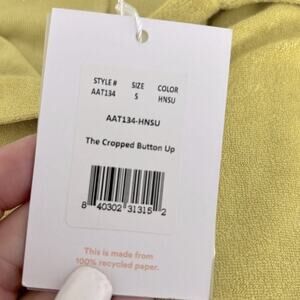 STYLE # SIZE COLOR
AAT134 S HNSU
AAT134-HNSU
The Cropped Button Up
8 40302 31315 2
This is made from
100% recycled paper.